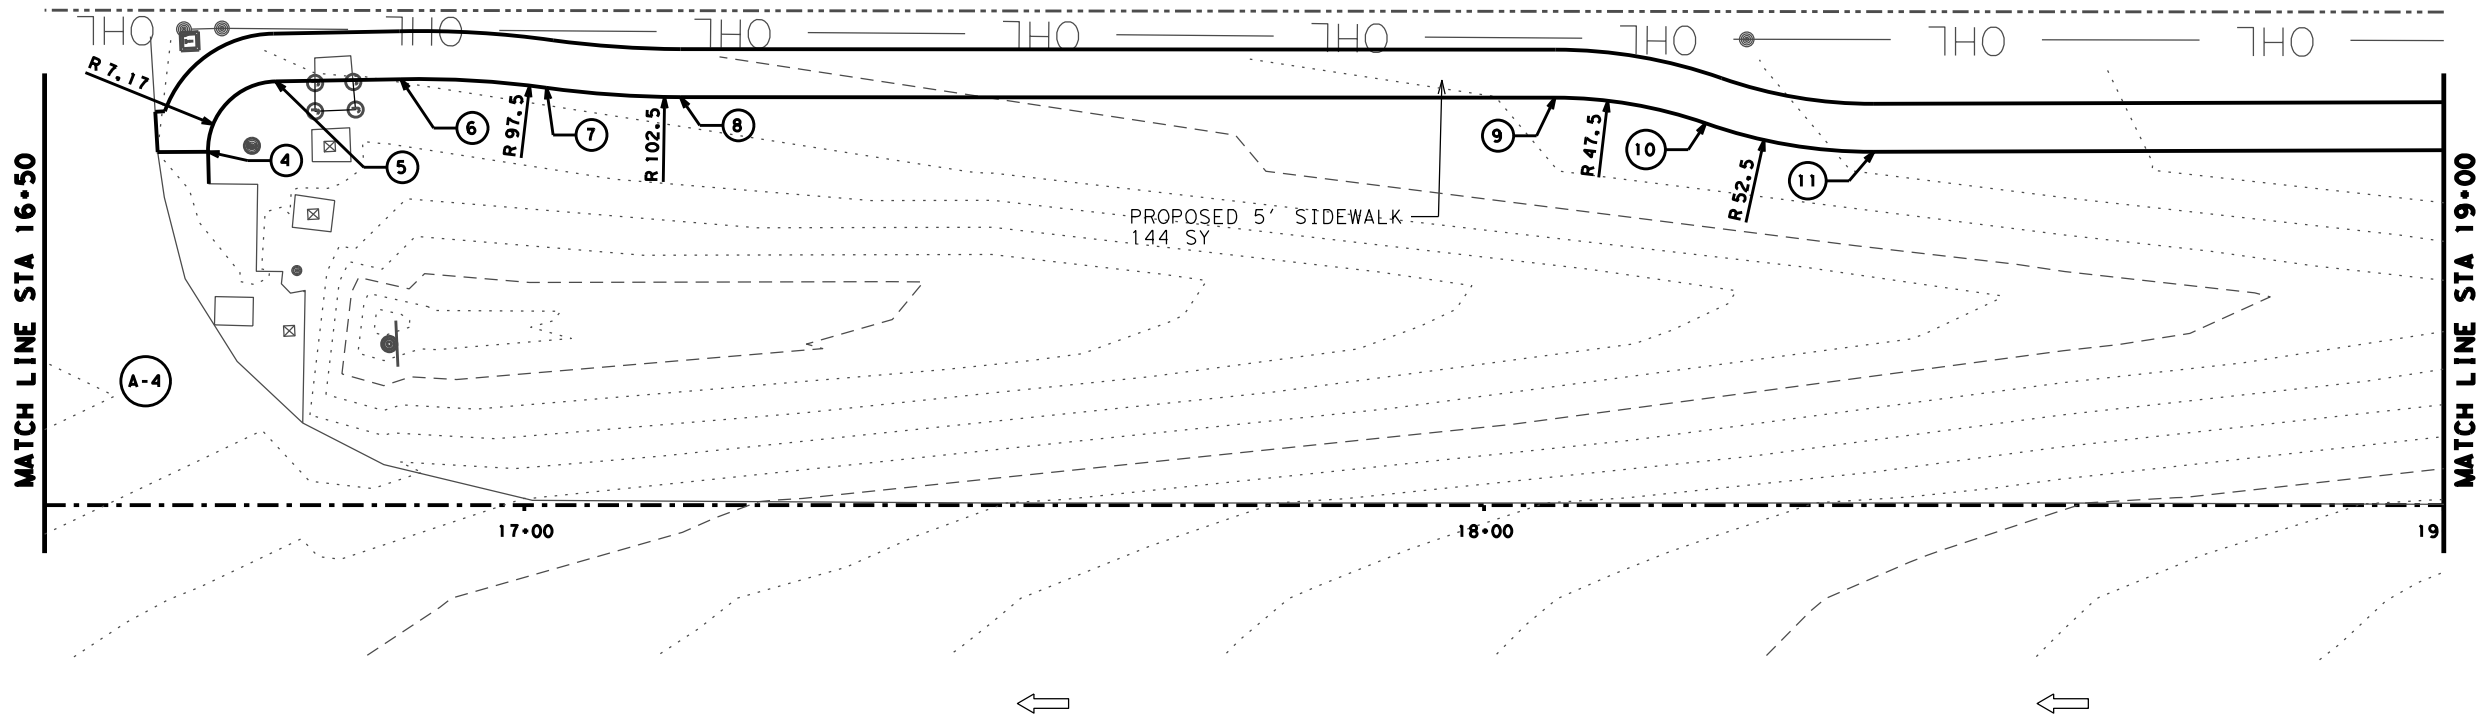 OHL OHL OHL OHL OHL OHL OHL OHL
T
R 7.17
6
R 97.5
7
R 102.5
8
9
R 47.5
10
R 52.5
11
4
5
MATCH LINE STA 16+50
MATCH LINE STA 19+00
PROPOSED 5' SIDEWALK
144 SY
A-4
17+00
18+00
19